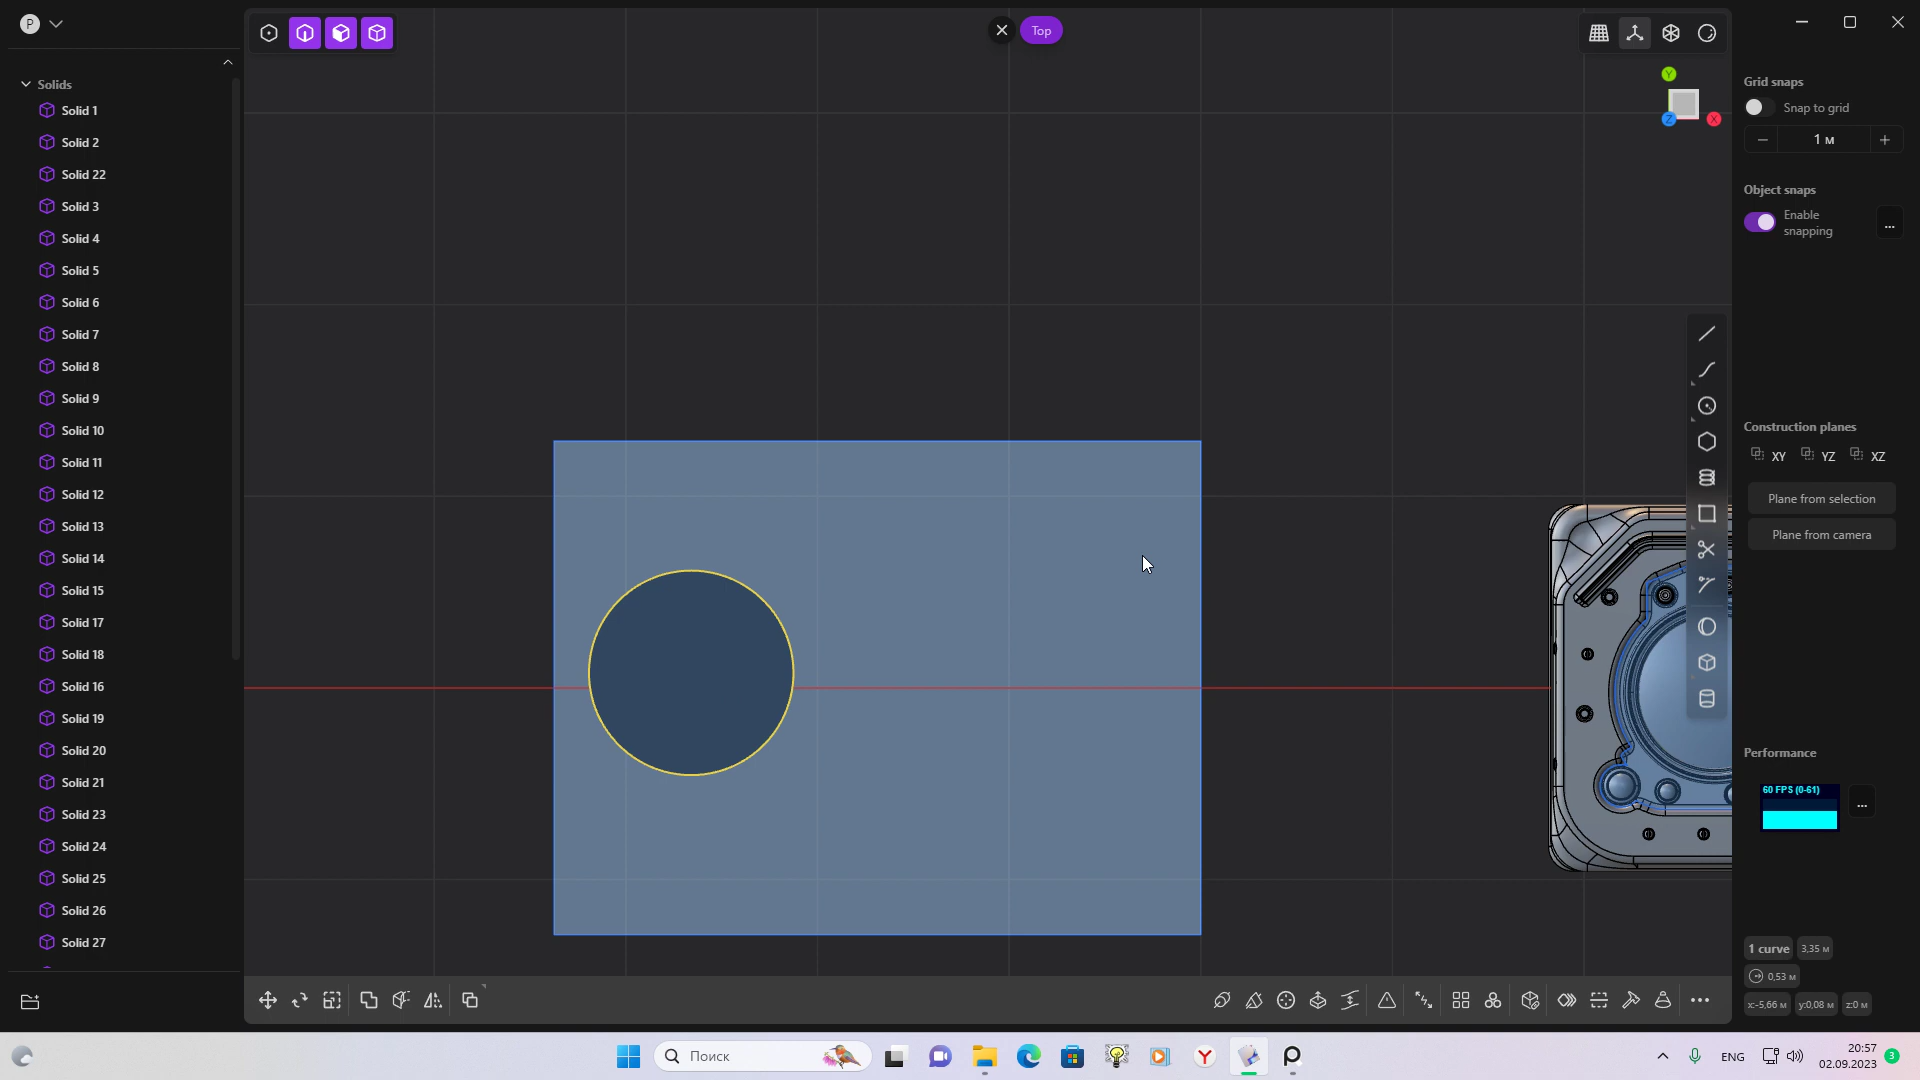 P
Top
Solids
Solid 1
Solid 2
Solid 22
Solid 3
Solid 4
Solid 5
Solid 6
Solid 7
Solid 8
Solid 9
Solid 10
Solid 11
Solid 12
Solid 13
Solid 14
Solid 15
Solid 17
Solid 18
Solid 16
Solid 19
Solid 20
Solid 21
Solid 23
Solid 24
Solid 25
Solid 26
Solid 27
Y
Z
X
Grid snaps
Snap to grid
1 м
Object snaps
Enable snapping
...
Construction planes
XY YZ XZ
Plane from selection
Plane from camera
Performance
60 FPS (0-61)
...
1 curve 3,35 м
0,53 м
x:-5,66 м y:0,08 м z:0 м
Поиск
ENG
20:57
02.09.2023
3